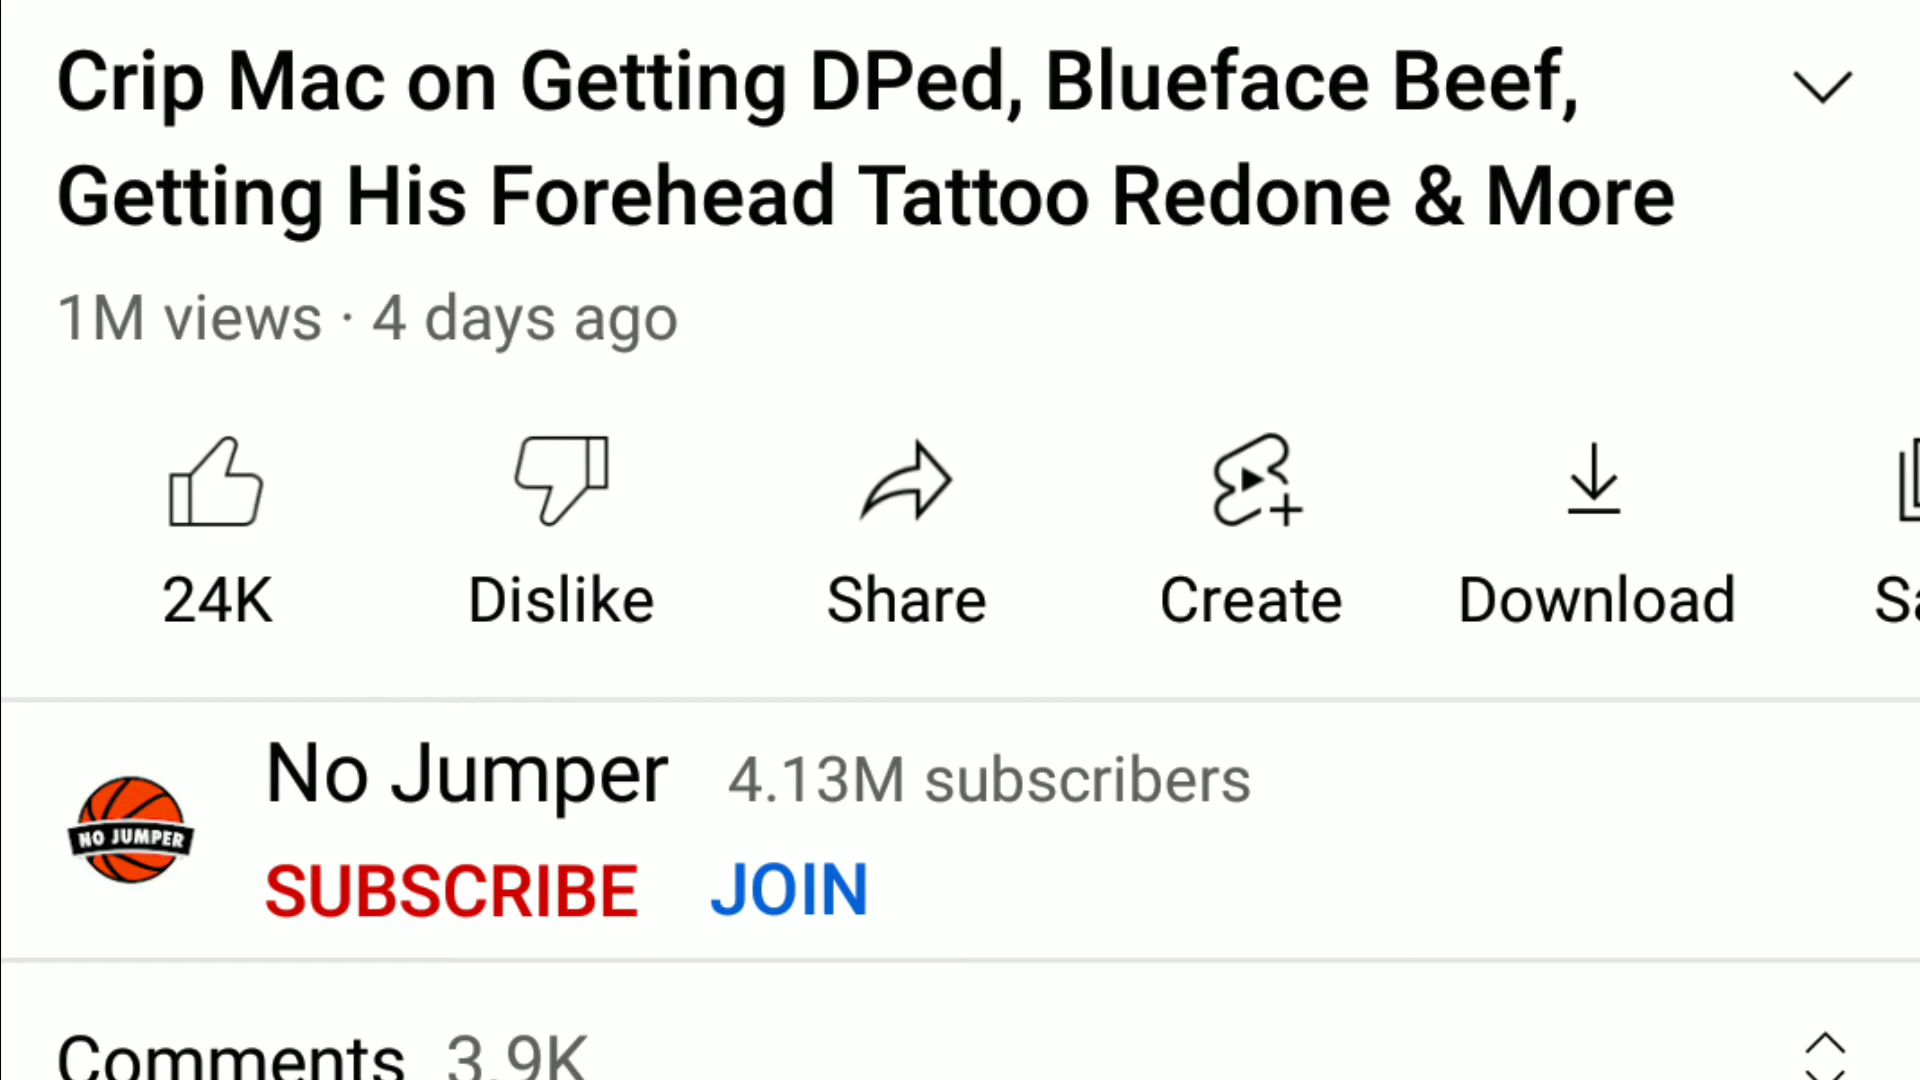 Crip Mac on Getting DPed, Blueface Beef,
Getting His Forehead Tattoo Redone & More
1M views · 4 days ago
24K Dislike Share Create Download
No Jumper 4.13M subscribers
NO JUMPER
SUBSCRIBE JOIN
Comments 3.9K